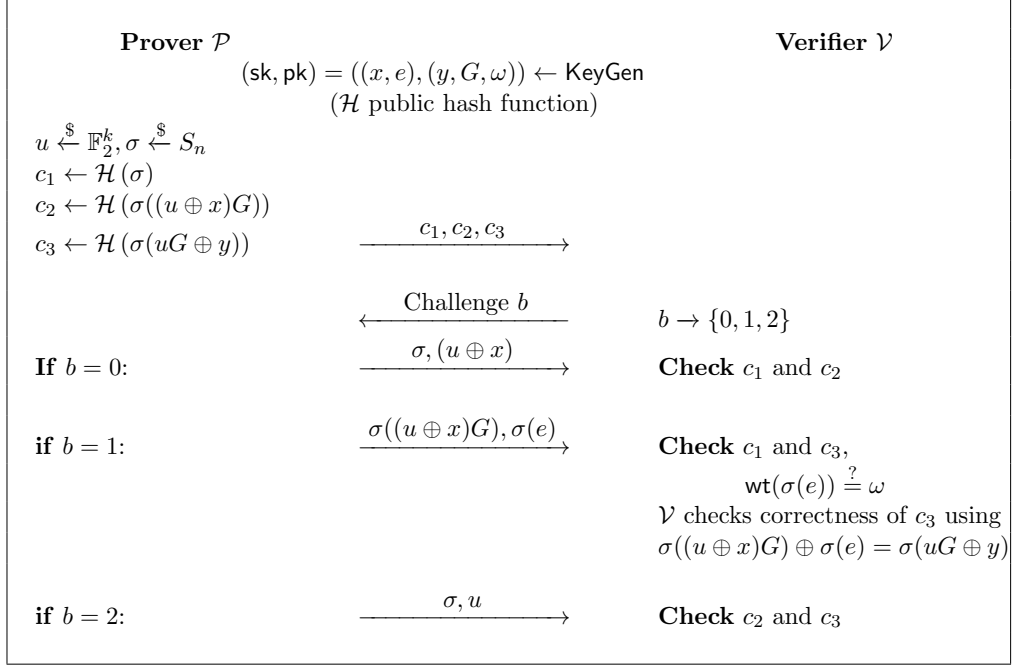 Prover 𝒫 Verifier 𝒱
(sk, pk) = ((x, e), (y, G, ω)) ← KeyGen
(ℋ public hash function)
u ←$ 𝔽₂ᵏ, σ ←$ Sₙ
c₁ ← ℋ (σ)
c₂ ← ℋ (σ((u ⊕ x)G))
c₃ ← ℋ (σ(uG ⊕ y)) c₁, c₂, c₃ ⟶
Challenge b ⟵ b → {0, 1, 2}
If b = 0: σ, (u ⊕ x) ⟶ Check c₁ and c₂
if b = 1: σ((u ⊕ x)G), σ(e) ⟶ Check c₁ and c₃,
wt(σ(e)) ≟ ω
𝒱 checks correctness of c₃ using
σ((u ⊕ x)G) ⊕ σ(e) = σ(uG ⊕ y)
if b = 2: σ, u ⟶ Check c₂ and c₃